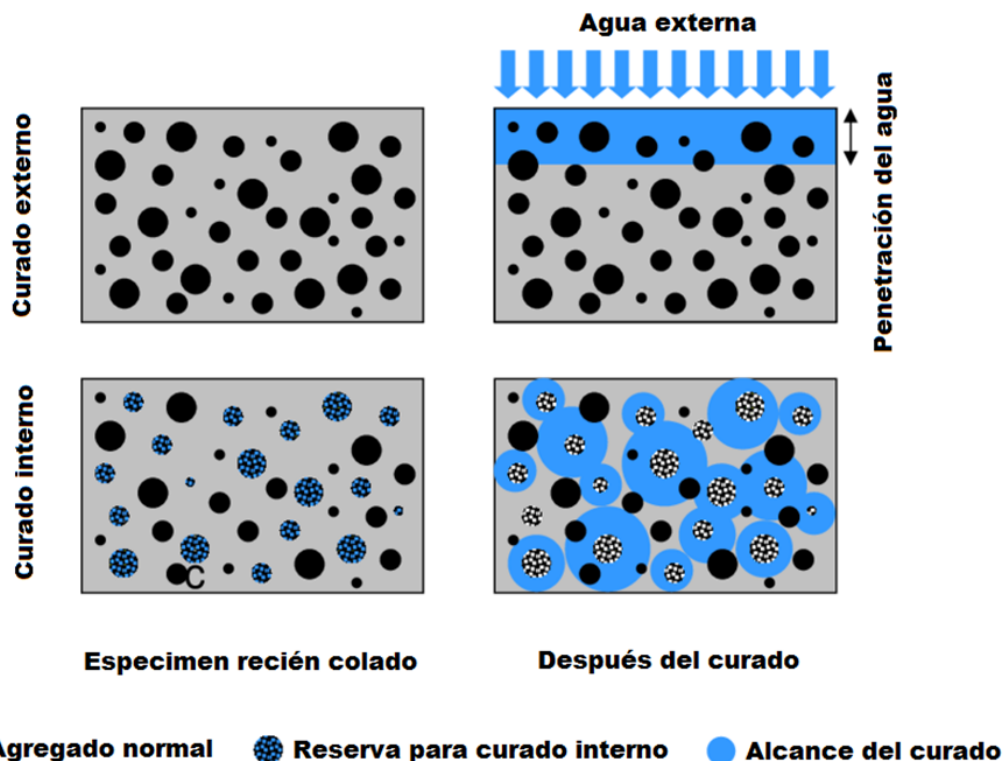 Agua externa
Curado externo
Penetración del agua
Curado interno
C
Especimen recién colado
Después del curado
Agregado normal
Reserva para curado interno
Alcance del curado